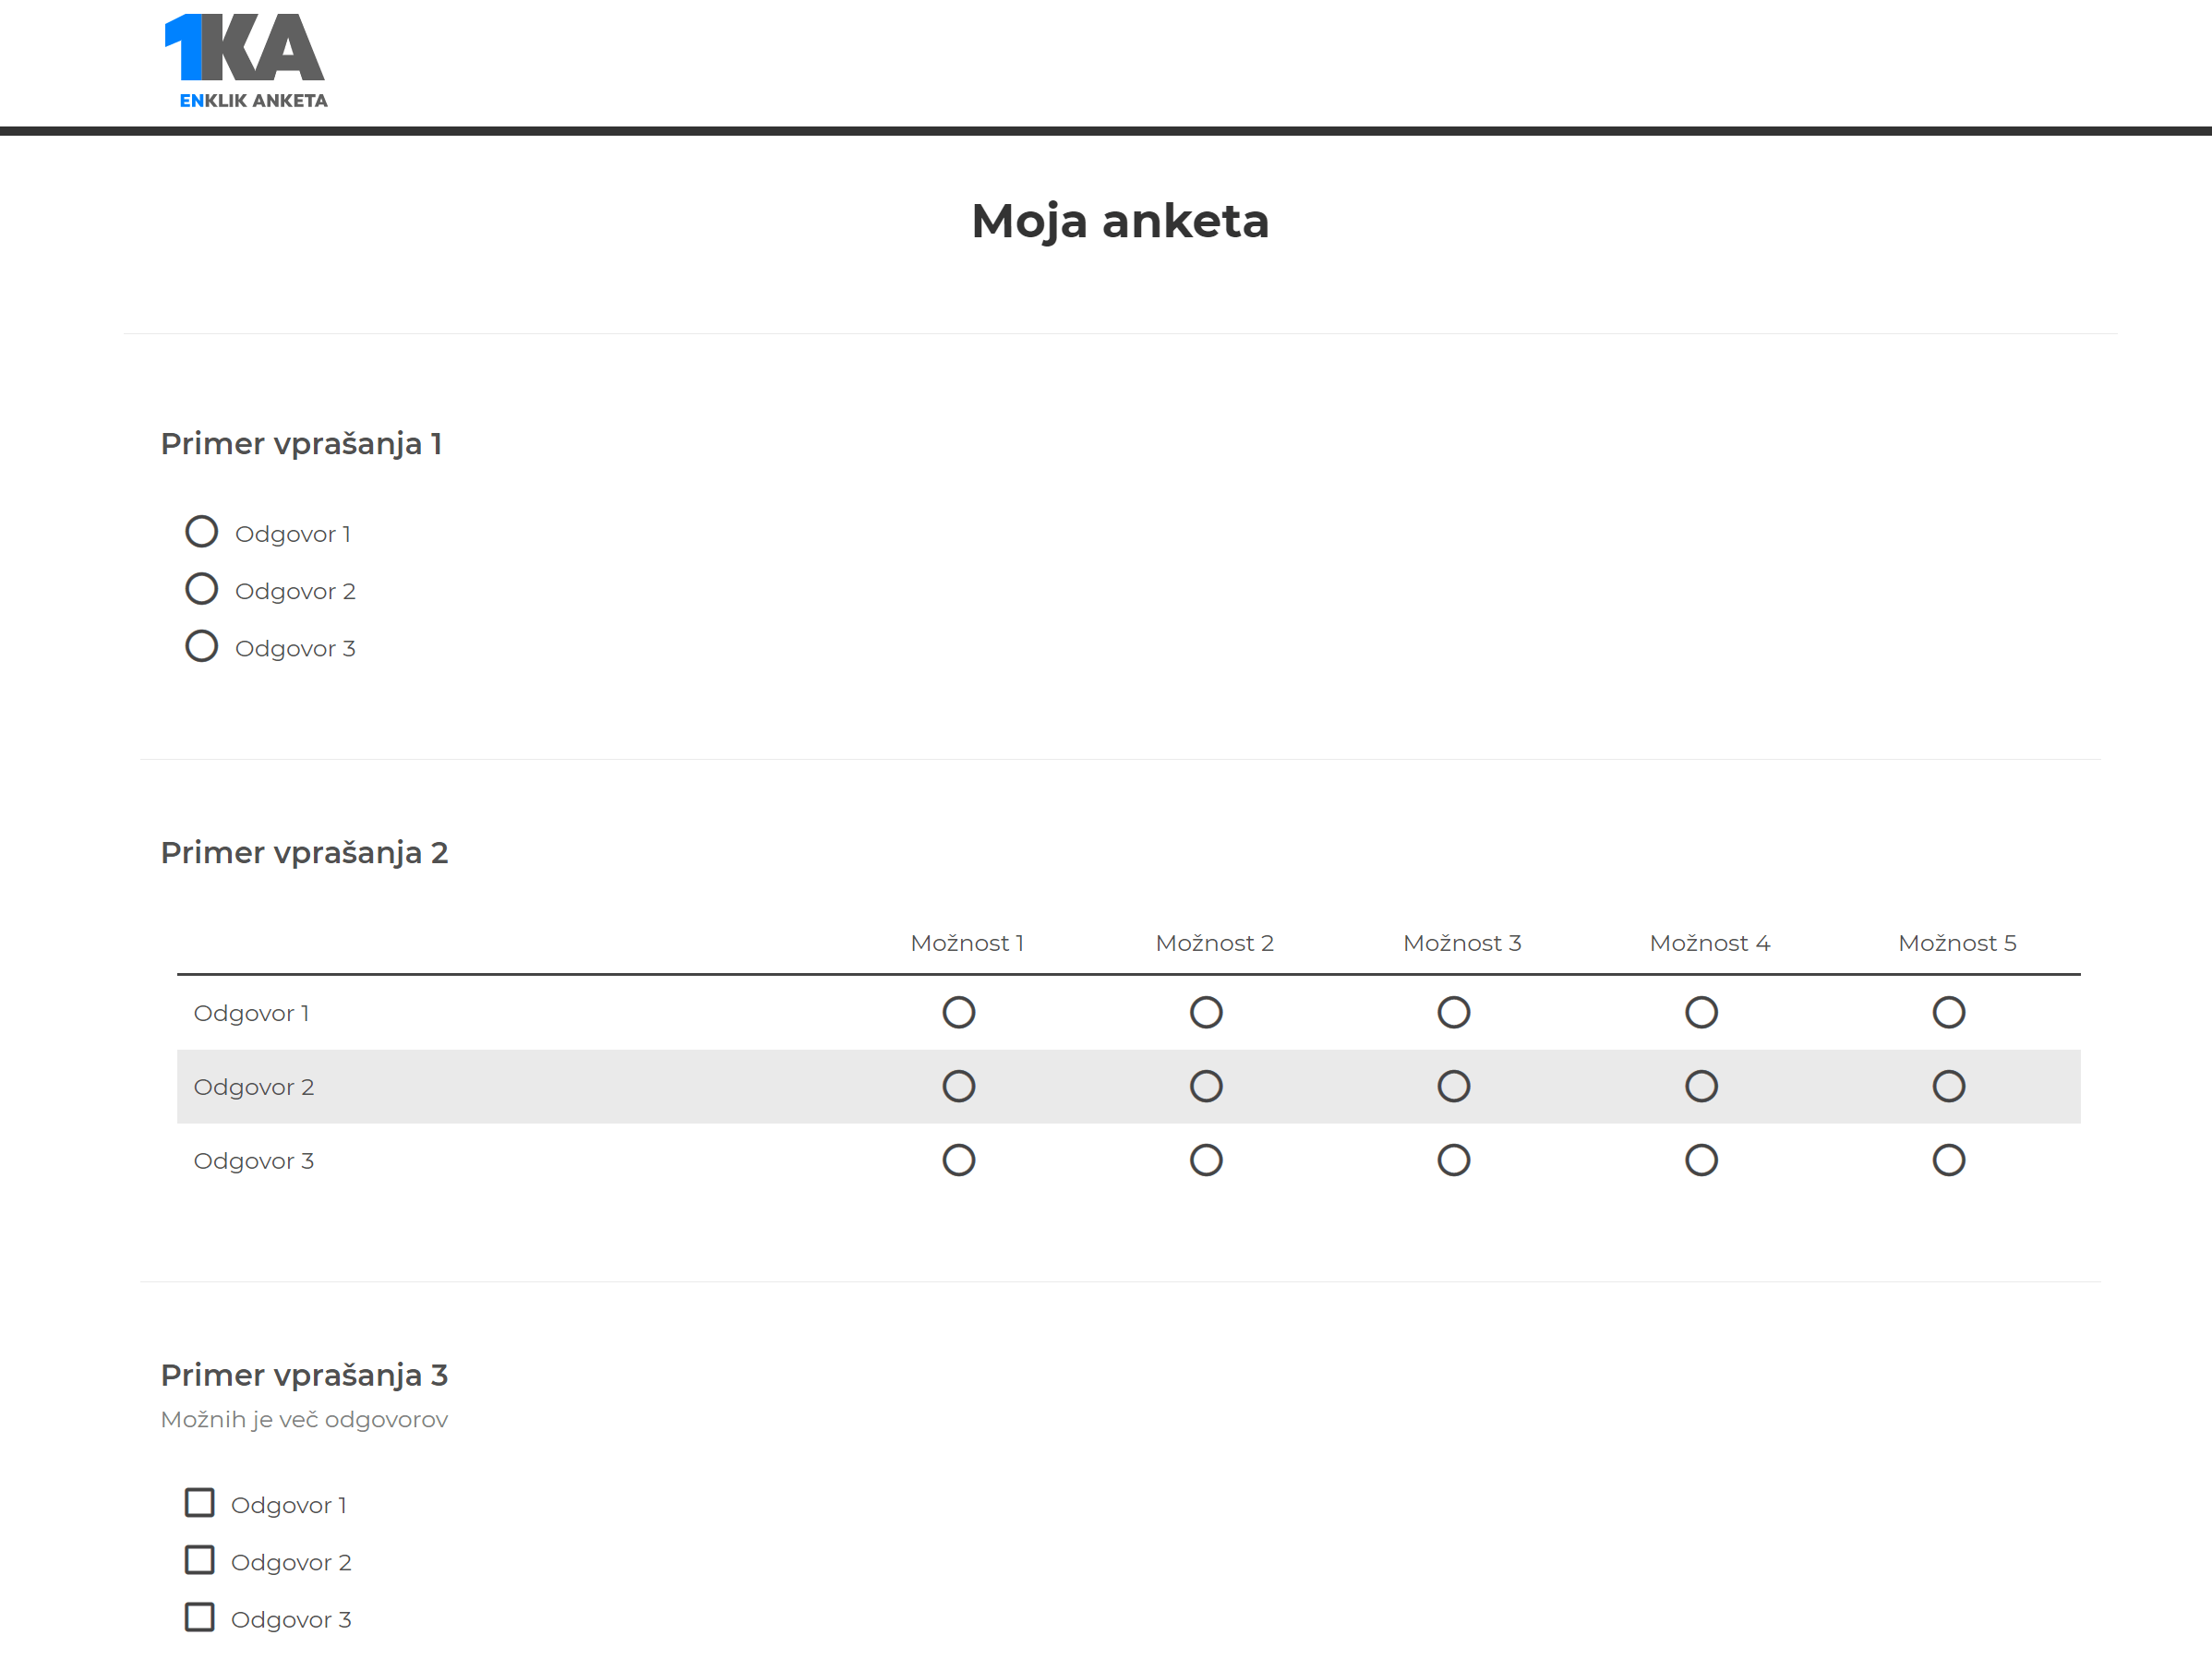 1KA
ENKLIK ANKETA
Moja anketa
Primer vprašanja 1
Odgovor 1
Odgovor 2
Odgovor 3
Primer vprašanja 2
Možnost 1 Možnost 2 Možnost 3 Možnost 4 Možnost 5
Odgovor 1
Odgovor 2
Odgovor 3
Primer vprašanja 3
Možnih je več odgovorov
Odgovor 1
Odgovor 2
Odgovor 3